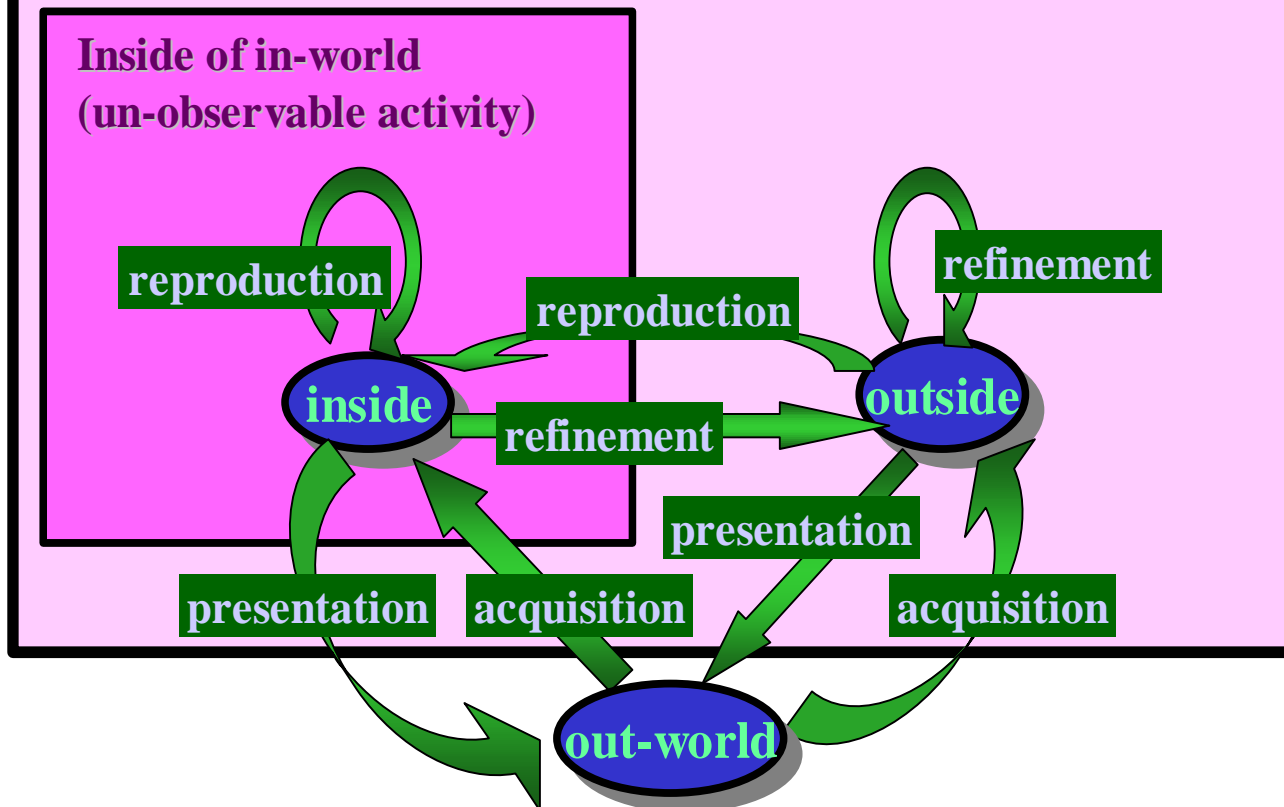 Inside of in-world
(un-observable activity)
reproduction
refinement
reproduction
inside
outside
refinement
presentation
presentation
acquisition
acquisition
out-world